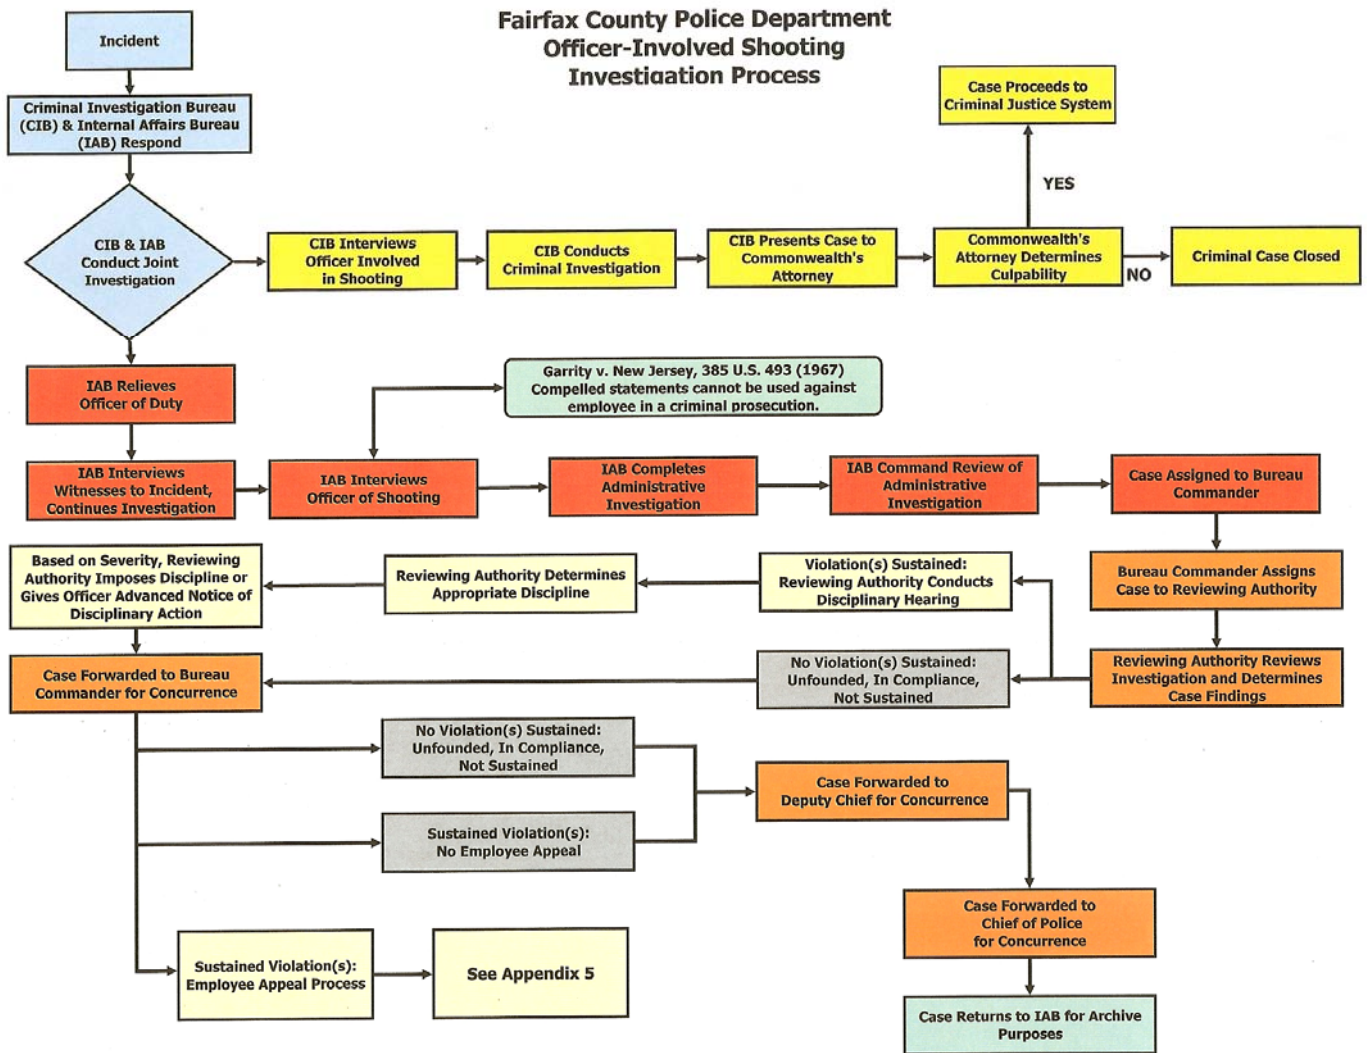 Fairfax County Police Department
Officer-Involved Shooting
Investigation Process
Incident
Criminal Investigation Bureau
(CIB) & Internal Affairs Bureau
(IAB) Respond
CIB & IAB
Conduct Joint
Investigation
CIB Interviews
Officer Involved
in Shooting
CIB Conducts
Criminal Investigation
CIB Presents Case to
Commonwealth's
Attorney
Commonwealth's
Attorney Determines
Culpability
YES
Case Proceeds to
Criminal Justice System
NO
Criminal Case Closed
IAB Relieves
Officer of Duty
Garrity v. New Jersey, 385 U.S. 493 (1967)
Compelled statements cannot be used against
employee in a criminal prosecution.
IAB Interviews
Witnesses to Incident,
Continues Investigation
IAB Interviews
Officer of Shooting
IAB Completes
Administrative
Investigation
IAB Command Review of
Administrative
Investigation
Case Assigned to Bureau
Commander
Bureau Commander Assigns
Case to Reviewing Authority
Reviewing Authority Reviews
Investigation and Determines
Case Findings
Violation(s) Sustained:
Reviewing Authority Conducts
Disciplinary Hearing
Reviewing Authority Determines
Appropriate Discipline
Based on Severity, Reviewing
Authority Imposes Discipline or
Gives Officer Advanced Notice of
Disciplinary Action
No Violation(s) Sustained:
Unfounded, In Compliance,
Not Sustained
Case Forwarded to Bureau
Commander for Concurrence
No Violation(s) Sustained:
Unfounded, In Compliance,
Not Sustained
Sustained Violation(s):
No Employee Appeal
Case Forwarded to
Deputy Chief for Concurrence
Case Forwarded to
Chief of Police
for Concurrence
Case Returns to IAB for Archive
Purposes
Sustained Violation(s):
Employee Appeal Process
See Appendix 5